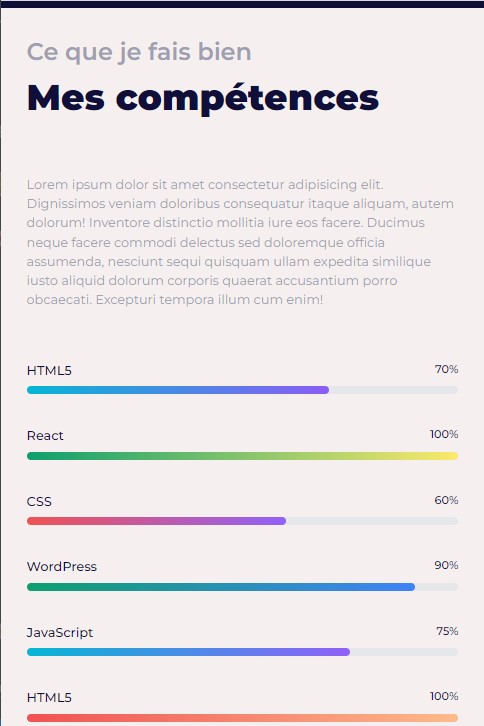 Ce que je fais bien
Mes compétences
Lorem ipsum dolor sit amet consectetur adipisicing elit.
Dignissimos veniam doloribus consequatur itaque aliquam, autem
dolorum! Inventore distinctio mollitia iure eos facere. Ducimus
neque facere commodi delectus sed doloremque officia
assumenda, nesciunt sequi quisquam ullam expedita similique
iusto aliquid dolorum corporis quaerat accusantium porro
obcaecati. Excepturi tempora illum cum enim!
HTML5 70%
React 100%
CSS 60%
WordPress 90%
JavaScript 75%
HTML5 100%